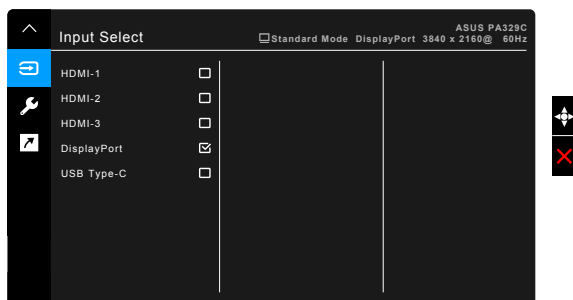 ASUS PA329C
Input Select
Standard Mode DisplayPort 3840 x 2160@ 60Hz
HDMI-1
HDMI-2
HDMI-3
DisplayPort
USB Type-C